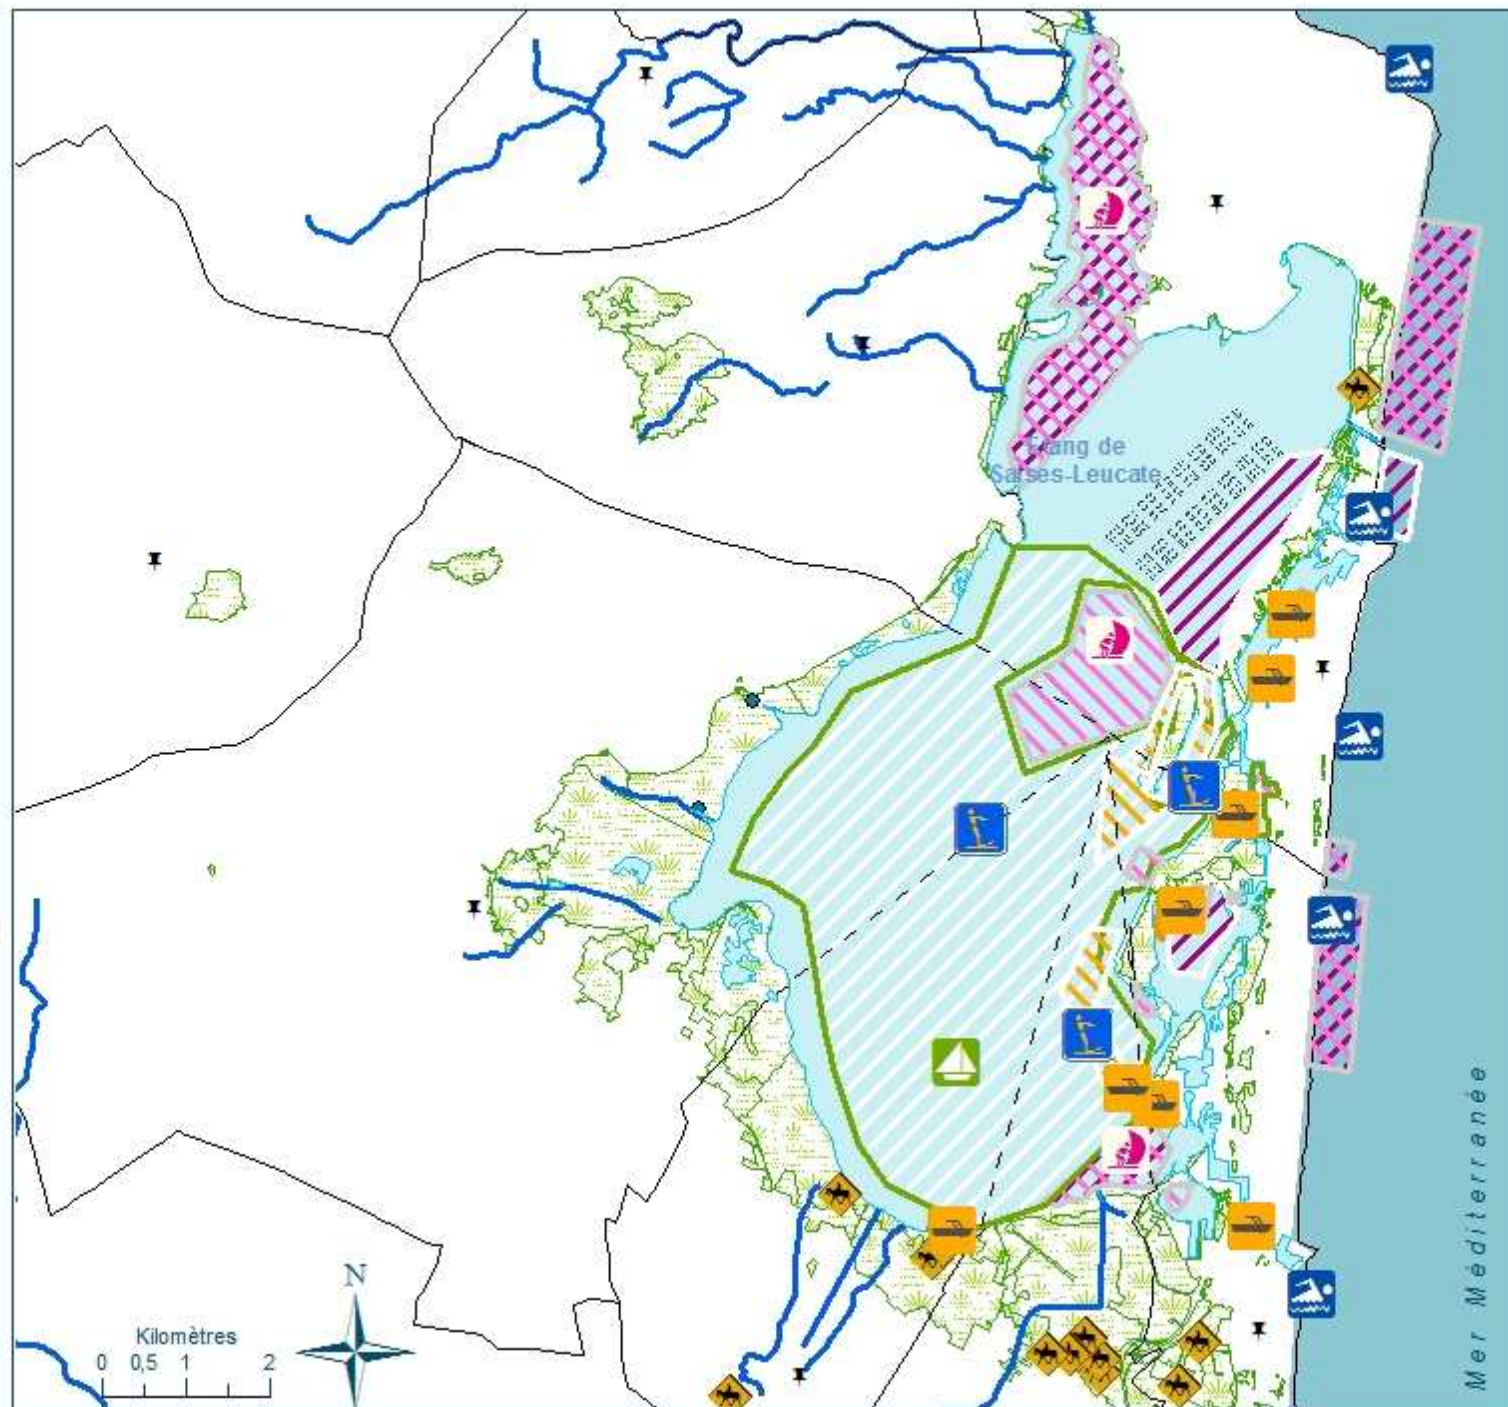 Etang de
Salses-Leucate
Mer Méditerranée
N
Kilomètres
0 0,5 1 2